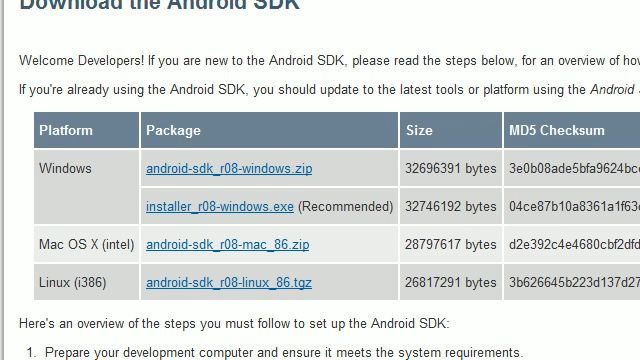 Download the Android SDK
Welcome Developers! If you are new to the Android SDK, please read the steps below, for an overview of
If you're already using the Android SDK, you should update to the latest tools or platform using the Android
Platform Package Size MD5 Checksum
Windows android-sdk_r08-windows.zip 32696391 bytes 3e0b08ade5bfa9624bc
installer_r08-windows.exe (Recommended) 32746192 bytes 04ce87b10a8361a1f63
Mac OS X (intel) android-sdk_r08-mac_86.zip 28797617 bytes d2e392c4e4680cbf2dfd
Linux (i386) android-sdk_r08-linux_86.tgz 26817291 bytes 3b626645b223d137d27
Here's an overview of the steps you must follow to set up the Android SDK:
1. Prepare your development computer and ensure it meets the system requirements.